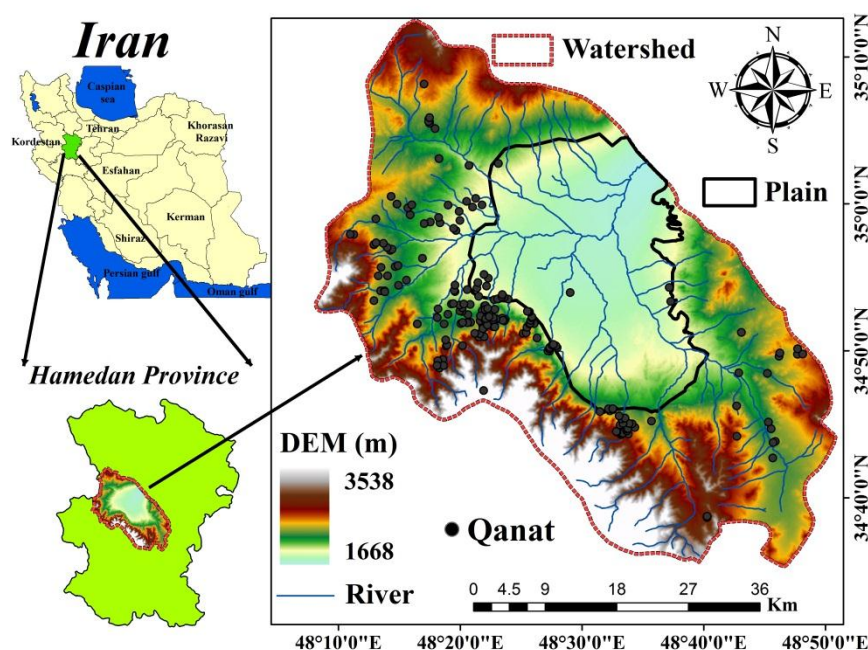 Iran
Caspian
sea
Tehran
Khorasan
Razavi
Kordestan
Esfahan
Kerman
Shiraz
Persian gulf
Oman gulf
Hamedan Province
Watershed
N
W
E
S
Plain
DEM (m)
3538
1668
Qanat
River
0 4.5 9 18 27 36
Km
35°10'0"N
35°0'0"N
34°50'0"N
34°40'0"N
48°10'0"E 48°20'0"E 48°30'0"E 48°40'0"E 48°50'0"E